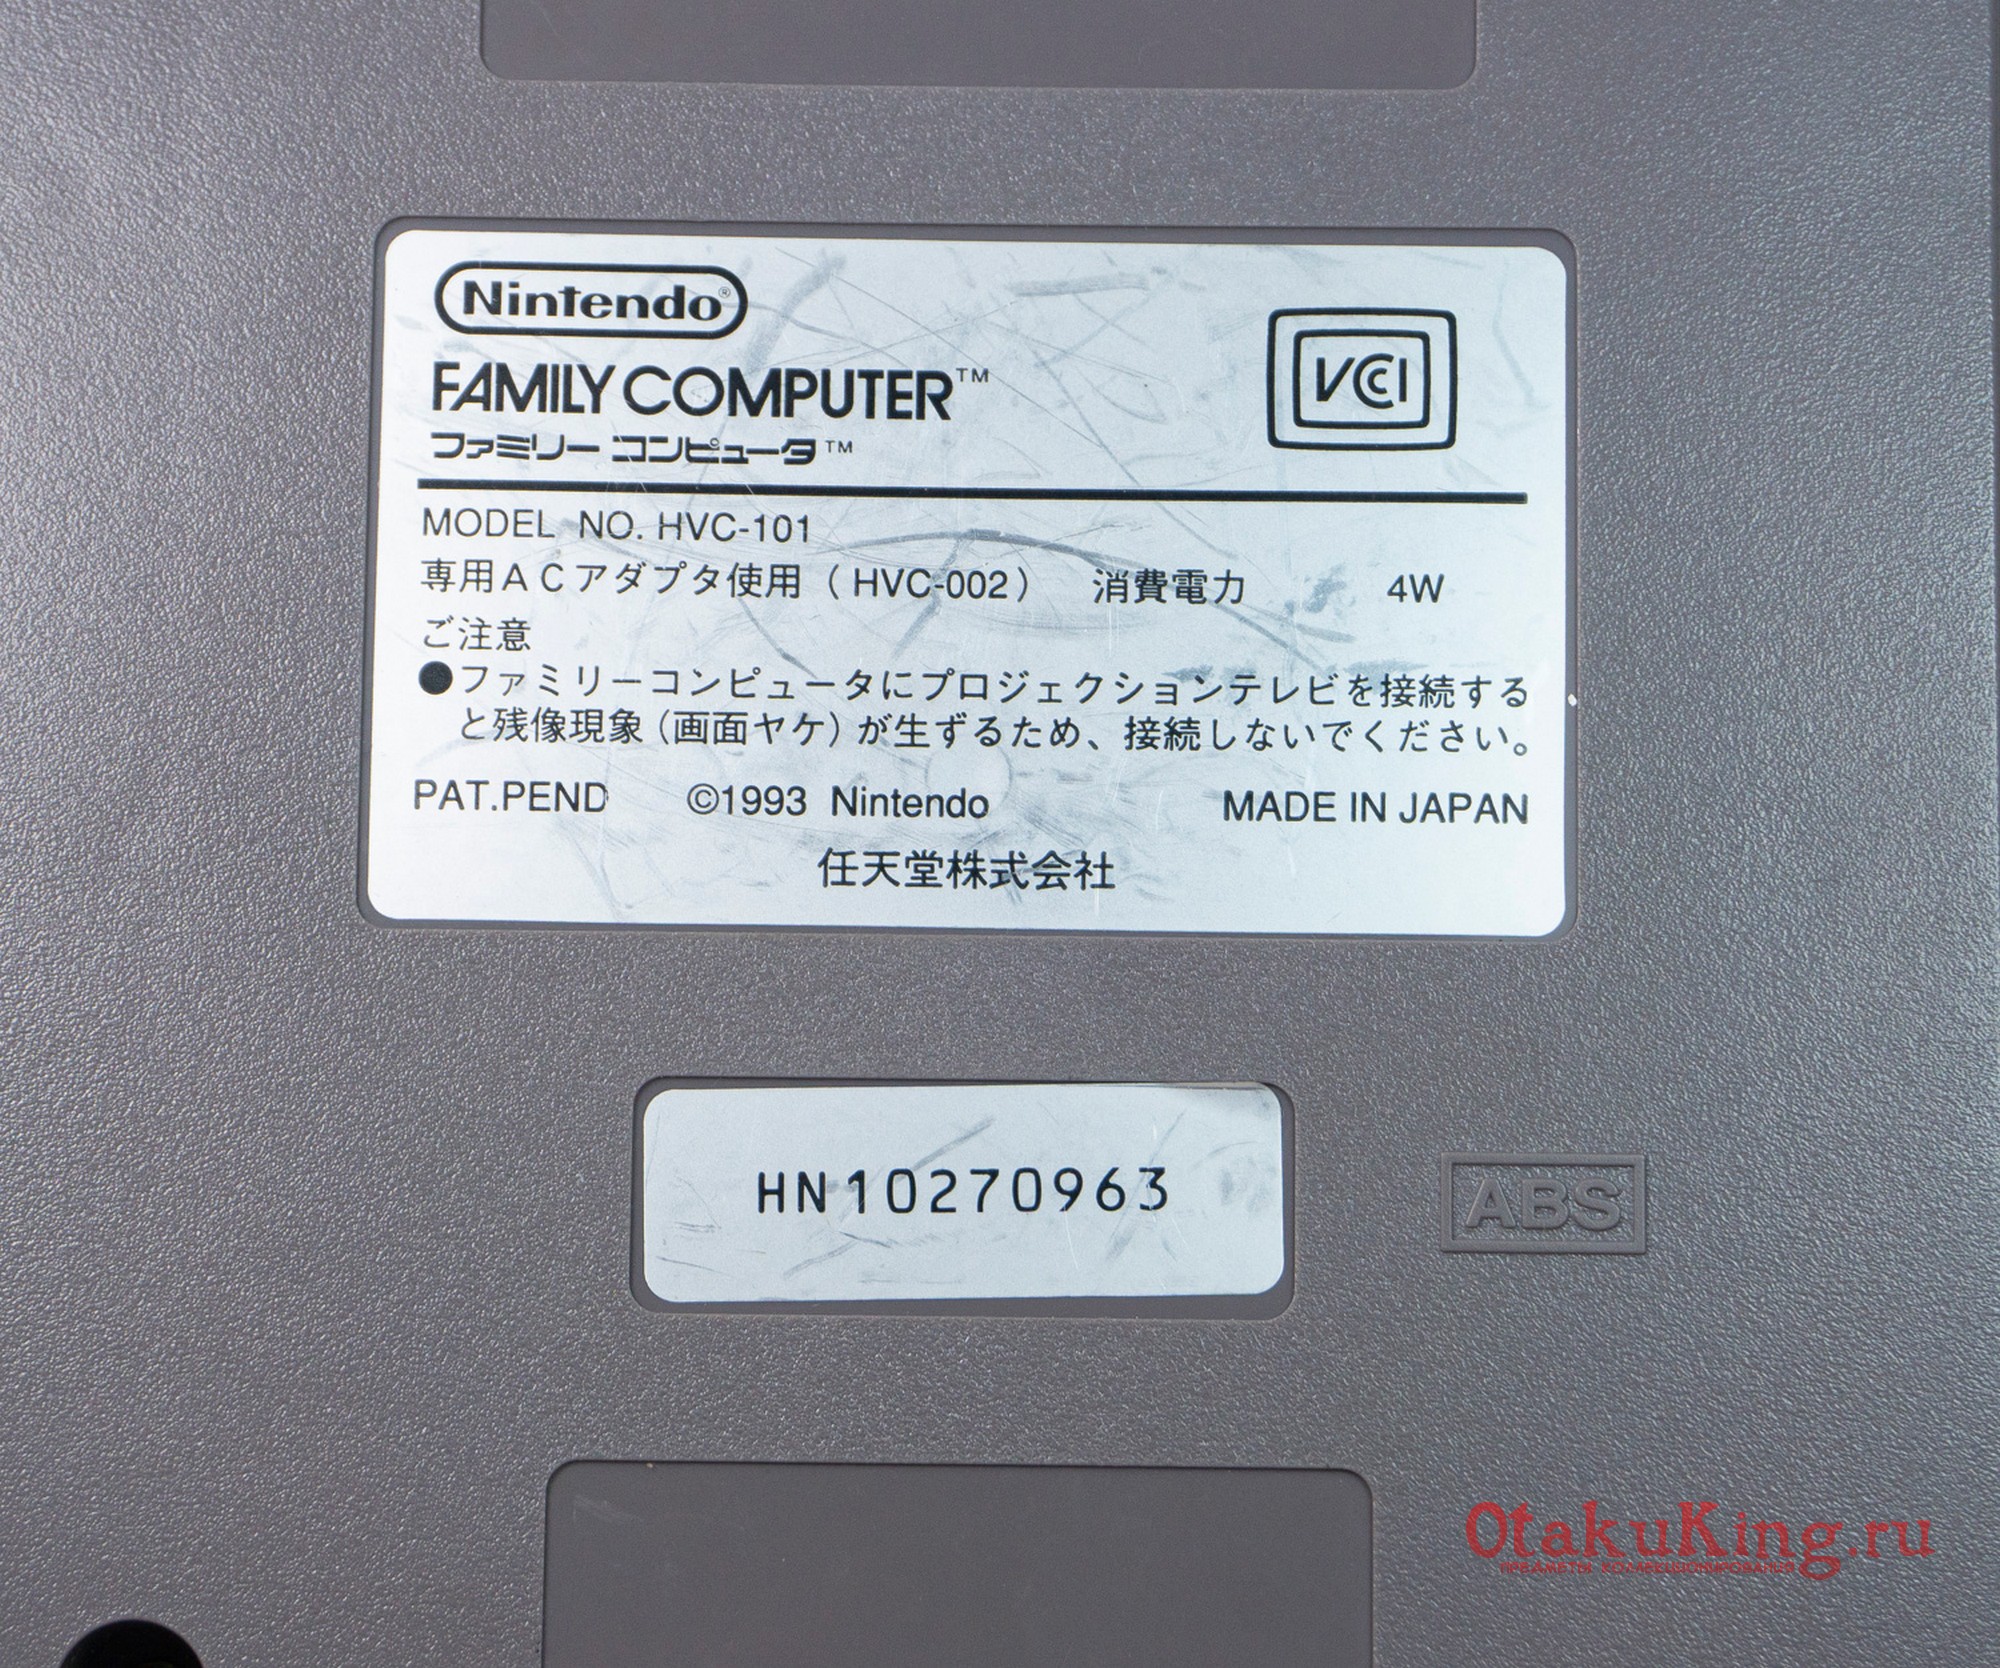 Nintendo®
FAMILY COMPUTER™
ファミリー コンピュータ™
VCCI
MODEL NO. HVC-101
専用ACアダプタ使用(HVC-002) 消費電力 4W
ご注意
●ファミリーコンピュータにプロジェクションテレビを接続する
と残像現象(画面ヤケ)が生ずるため、接続しないでください。
PAT.PEND ©1993 Nintendo MADE IN JAPAN
任天堂株式会社
HN10270963
ABS
OtakuKing.ru
ПРЕДМЕТЫ КОЛЛЕКЦИОНИРОВАНИЯ